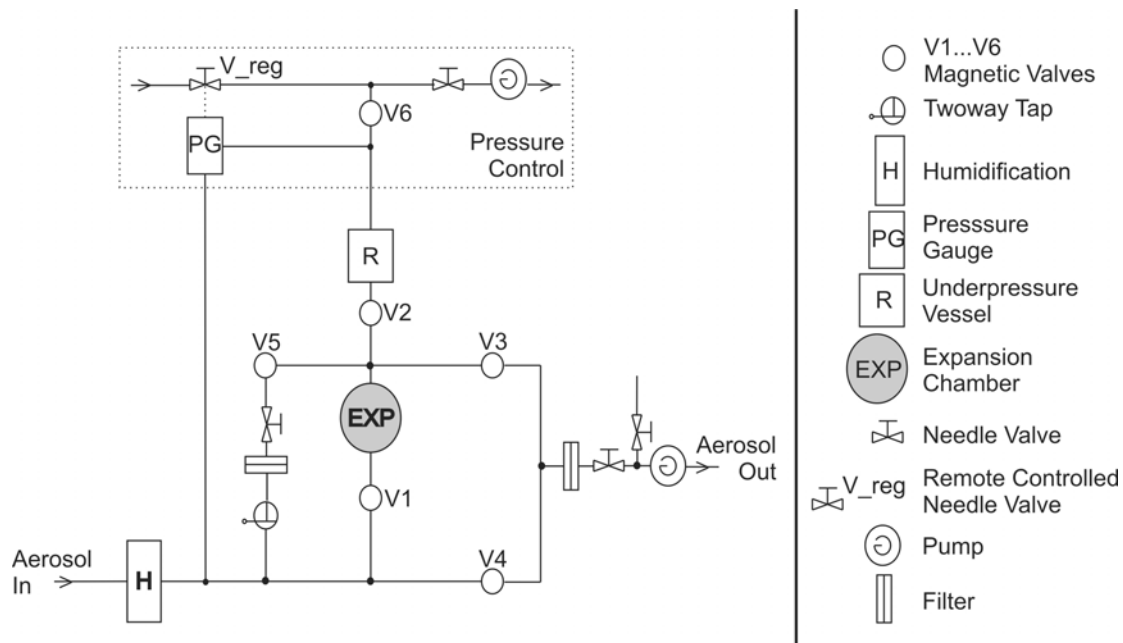 V_reg
V6
PG
Pressure
Control
R
V2
V5
V3
EXP
V1
Aerosol
Out
Aerosol
In
H
V4
V1...V6
Magnetic Valves
Twoway Tap
H
Humidification
PG
Presssure
Gauge
R
Underpressure
Vessel
EXP
Expansion
Chamber
Needle Valve
V_reg
Remote Controlled
Needle Valve
Pump
Filter